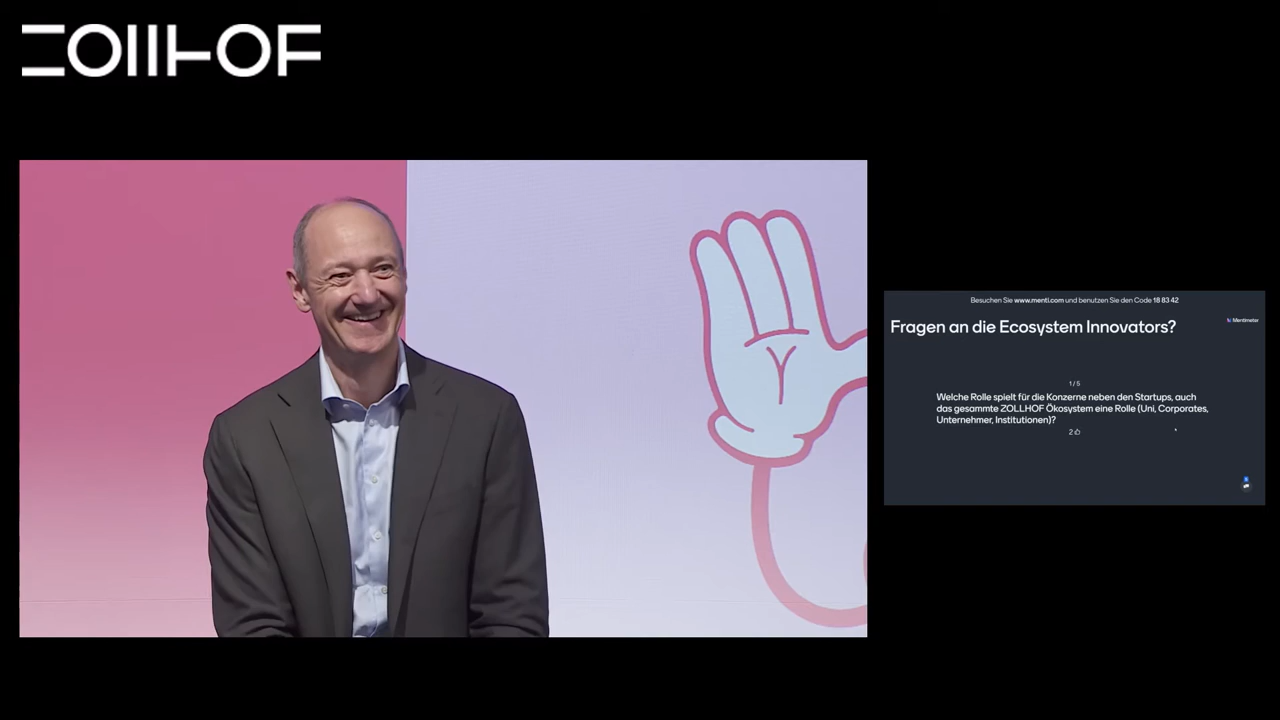 ZOLLHOF
Besuchen Sie www.menti.com und benutzen Sie den Code 18 83 42
Mentimeter
Fragen an die Ecosystem Innovators?
1 / 5
Welche Rolle spielt für die Konzerne neben den Startups, auch
das gesammte ZOLLHOF Ökosystem eine Rolle (Uni, Corporates,
Unternehmer, Institutionen)?
2